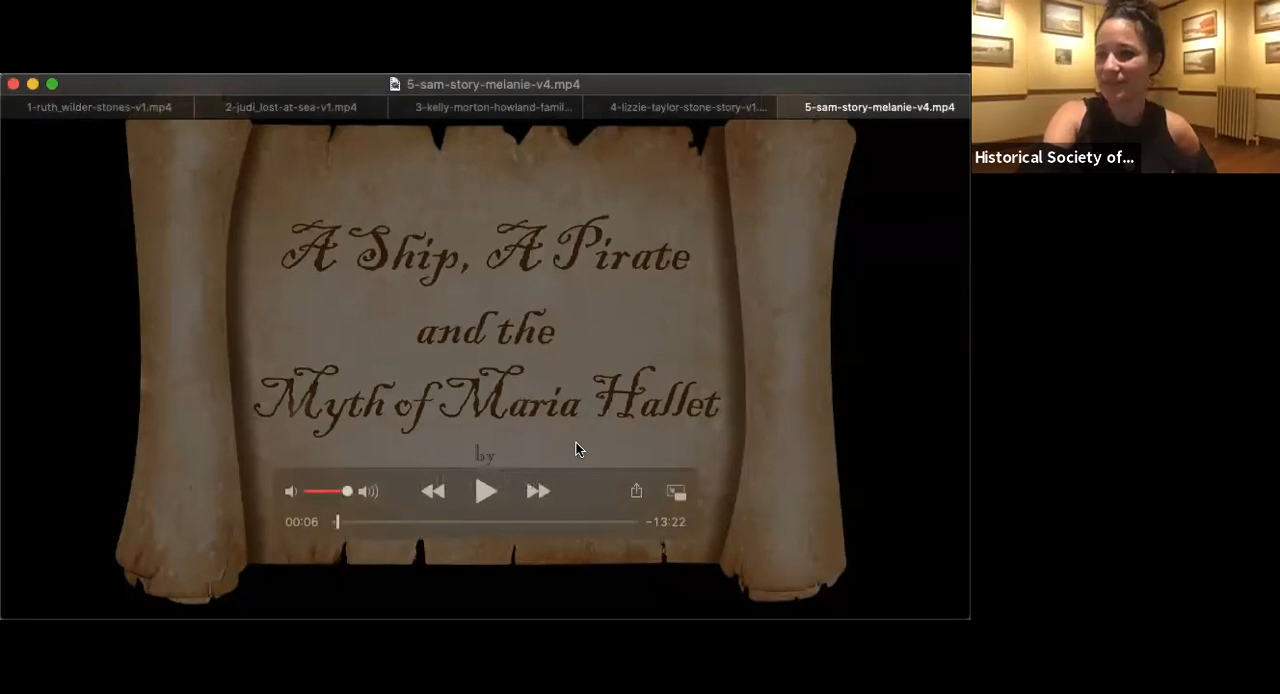 5-sam-story-melanie-v4.mp4
1-ruth_wilder-stones-v1.mp4
2-judi_lost-at-sea-v1.mp4
3-kelly-morton-howland-famil...
4-lizzie-taylor-stone-story-v1....
5-sam-story-melanie-v4.mp4
Historical Society of...
A Ship, A Pirate
and the
Myth of Maria Hallet
by
00:06
-13:22